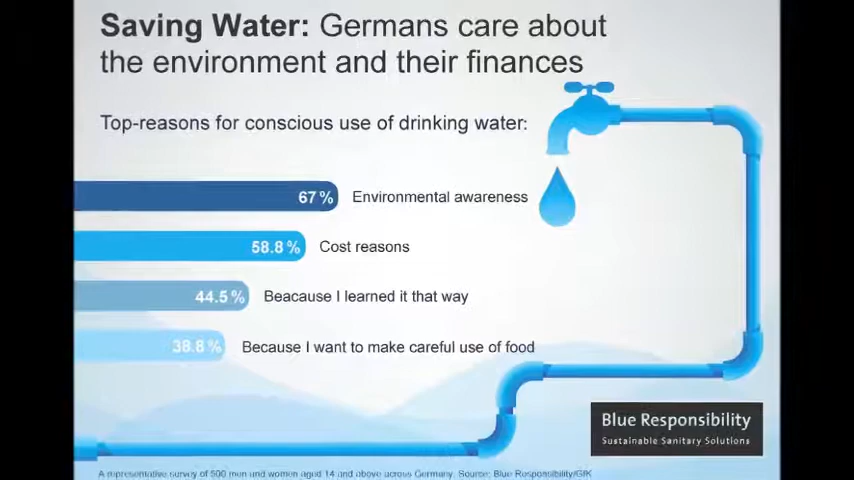 Saving Water: Germans care about
the environment and their finances
Top-reasons for conscious use of drinking water:
67 % Environmental awareness
58.8 % Cost reasons
44.5 % Beacause I learned it that way
38.8 % Because I want to make careful use of food
Blue Responsibility
Sustainable Sanitary Solutions
A representative survey of 500 men and women aged 14 and above across Germany. Source: Blue Responsibility/GfK